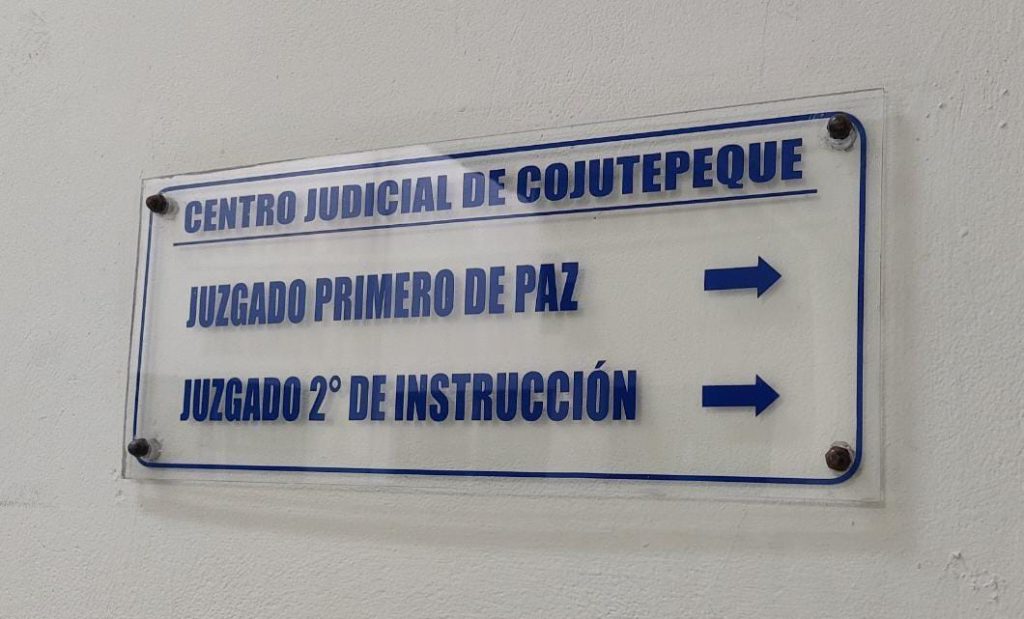 CENTRO JUDICIAL DE COJUTEPEQUE
JUZGADO PRIMERO DE PAZ
JUZGADO 2° DE INSTRUCCIÓN